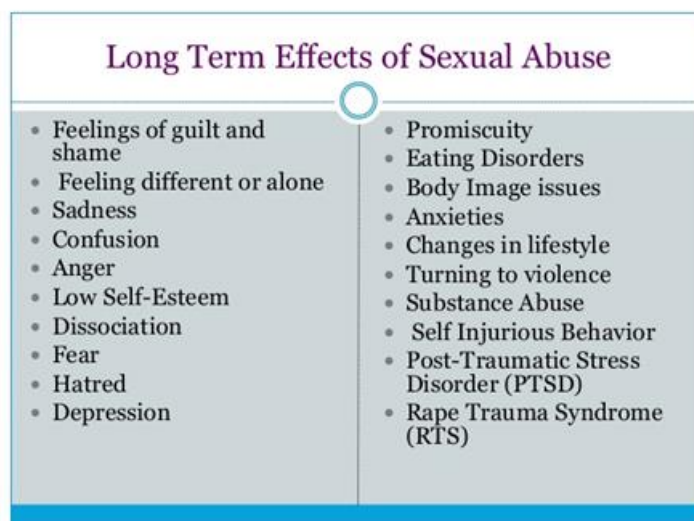 Long Term Effects of Sexual Abuse
• Feelings of guilt and
shame
• Feeling different or alone
• Sadness
• Confusion
• Anger
• Low Self-Esteem
• Dissociation
• Fear
• Hatred
• Depression
• Promiscuity
• Eating Disorders
• Body Image issues
• Anxieties
• Changes in lifestyle
• Turning to violence
• Substance Abuse
• Self Injurious Behavior
• Post-Traumatic Stress
Disorder (PTSD)
• Rape Trauma Syndrome
(RTS)